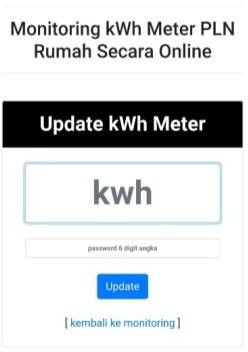 Monitoring kWh Meter PLN
Rumah Secara Online
Update kWh Meter
kwh
password 6 digit angka
Update
[ kembali ke monitoring ]